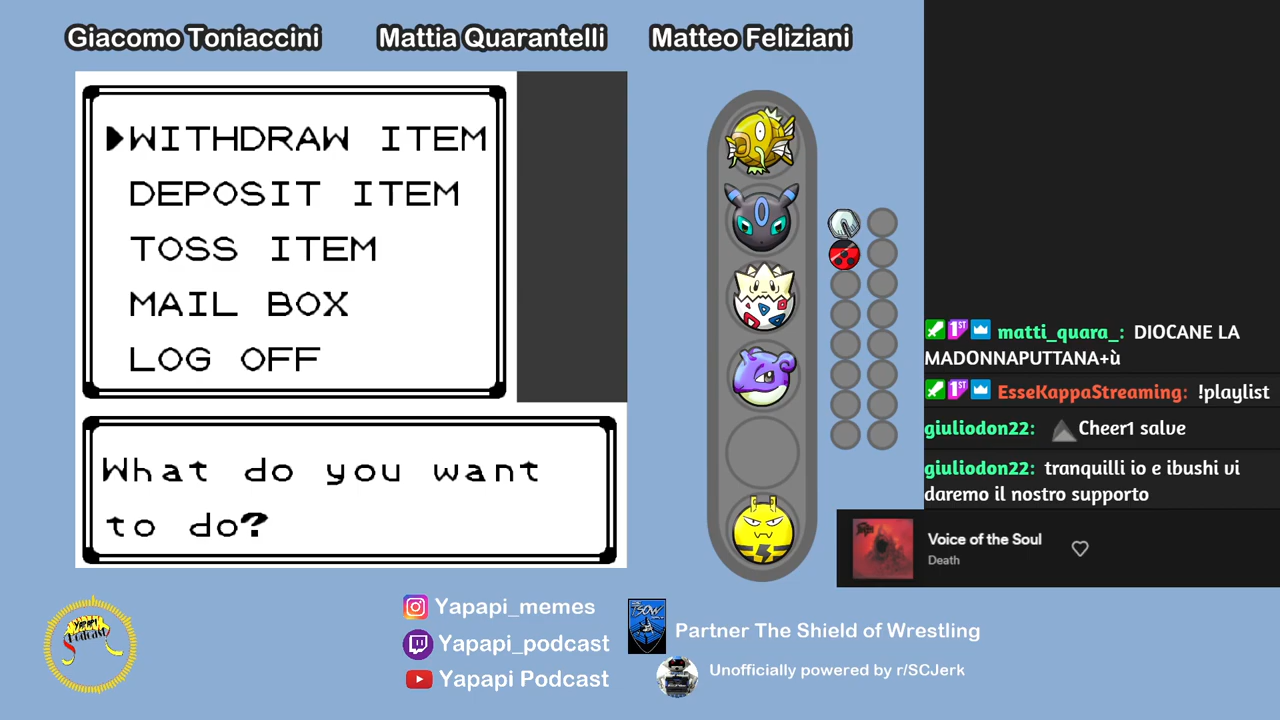 Giacomo Toniaccini
Mattia Quarantelli
Matteo Feliziani
WITHDRAW ITEM
DEPOSIT ITEM
TOSS ITEM
MAIL BOX
LOG OFF
What do you want
to do?
matti_quara_: DIOCANE LA
MADONNAPUTTANA+ù
EsseKappaStreaming: !playlist
giuliodon22: Cheer1 salve
giuliodon22: tranquilli io e ibushi vi
daremo il nostro supporto
Voice of the Soul
Death
YAPAPI
Podcast
Yapapi_memes
Yapapi_podcast
Yapapi Podcast
TSOW
Partner The Shield of Wrestling
Unofficially powered by r/SCJerk